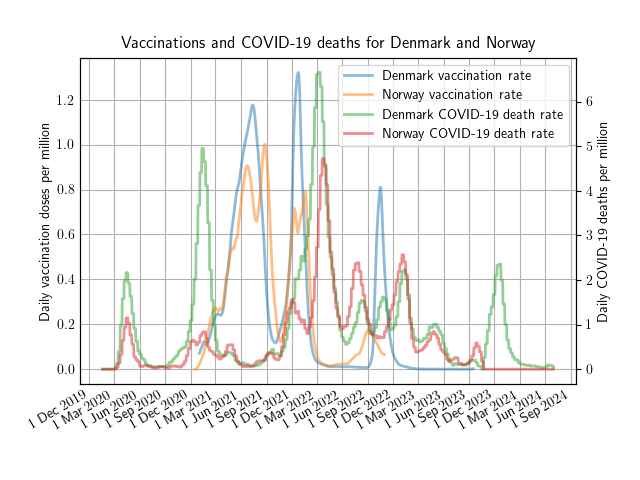 Vaccinations and COVID-19 deaths for Denmark and Norway
Denmark vaccination rate
Norway vaccination rate
Denmark COVID-19 death rate
Norway COVID-19 death rate
Daily vaccination doses per million
1.2
1.0
0.8
0.6
0.4
0.2
0.0
Daily COVID-19 deaths per million
6
5
4
3
2
1
0
1 Dec 2019
1 Mar 2020
1 Jun 2020
1 Sep 2020
1 Dec 2020
1 Mar 2021
1 Jun 2021
1 Sep 2021
1 Dec 2021
1 Mar 2022
1 Jun 2022
1 Sep 2022
1 Dec 2022
1 Mar 2023
1 Jun 2023
1 Sep 2023
1 Dec 2023
1 Mar 2024
1 Jun 2024
1 Sep 2024